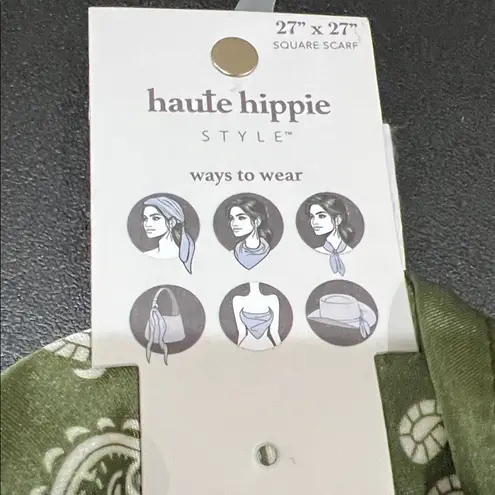 27” x 27”
SQUARE SCARF
haute hippie
STYLE™
ways to wear